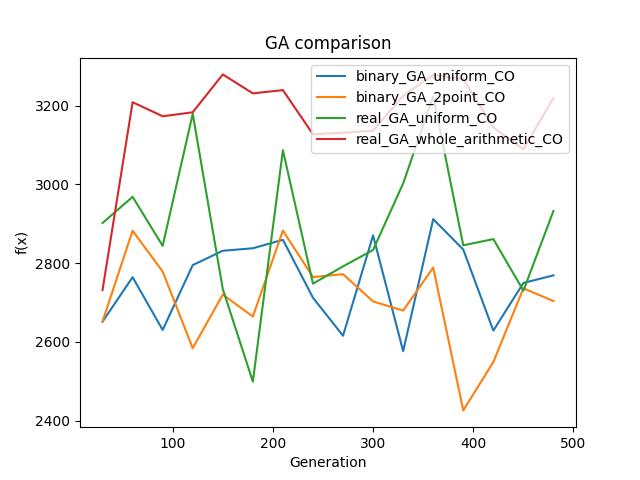 GA comparison
binary_GA_uniform_CO
binary_GA_2point_CO
real_GA_uniform_CO
real_GA_whole_arithmetic_CO
f(x)
3200
3000
2800
2600
2400
100 200 300 400 500
Generation